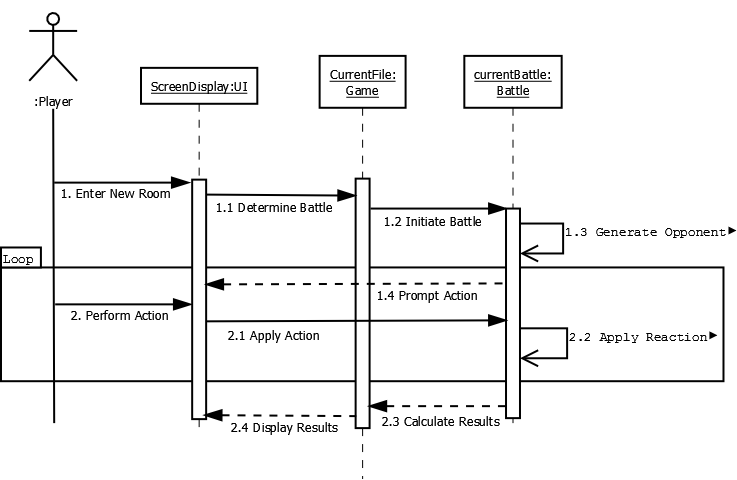 :Player
ScreenDisplay:UI
CurrentFile:
Game
currentBattle:
Battle
1. Enter New Room
1.1 Determine Battle
1.2 Initiate Battle
1.3 Generate Opponent
Loop
1.4 Prompt Action
2. Perform Action
2.1 Apply Action
2.2 Apply Reaction
2.3 Calculate Results
2.4 Display Results